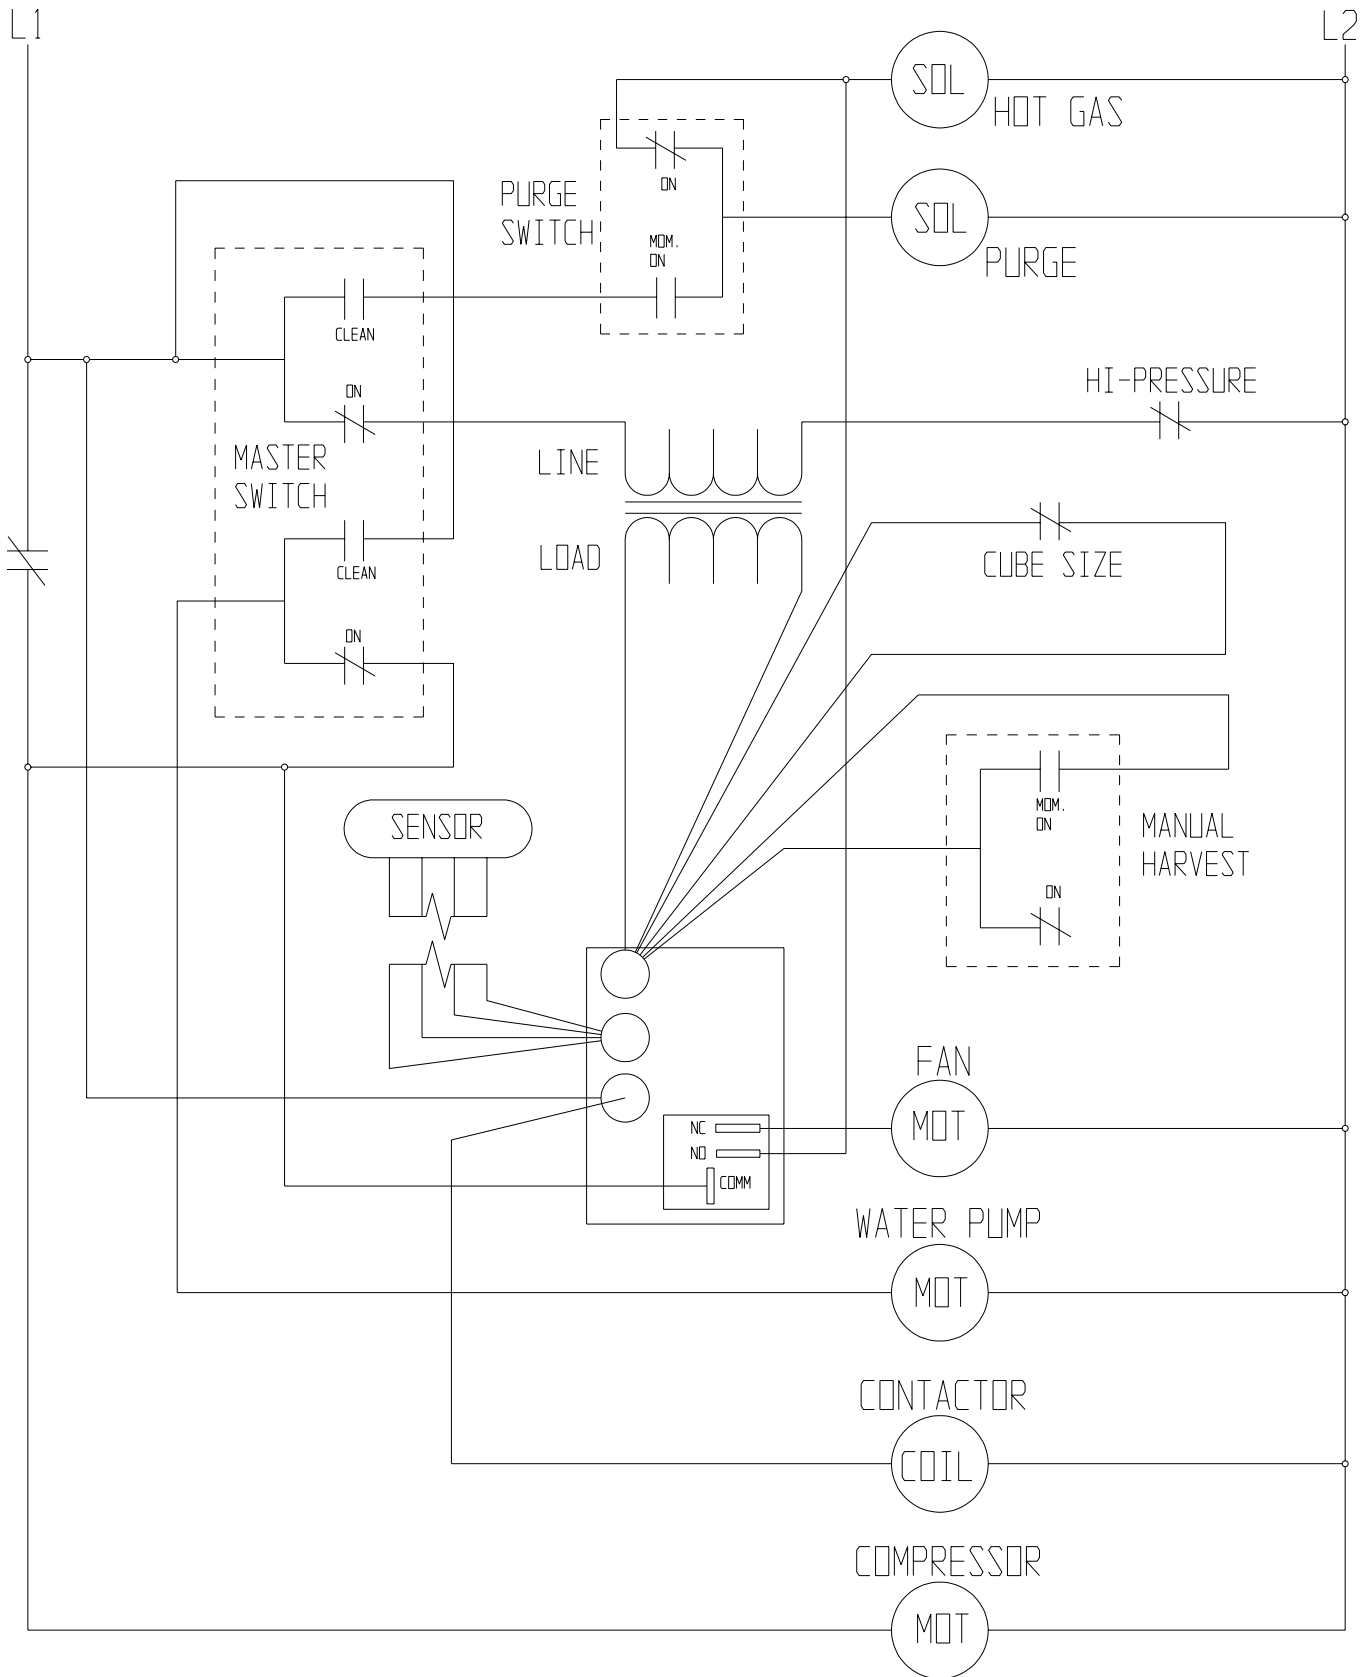 L1
L2
SOL
HOT GAS
ON
PURGE
SWITCH
MOM.
ON
SOL
PURGE
CLEAN
ON
HI-PRESSURE
MASTER
SWITCH
LINE
CLEAN
LOAD
CUBE SIZE
ON
SENSOR
MOM.
ON
MANUAL
HARVEST
ON
FAN
MOT
NC
NO
COMM
WATER PUMP
MOT
CONTACTOR
COIL
COMPRESSOR
MOT